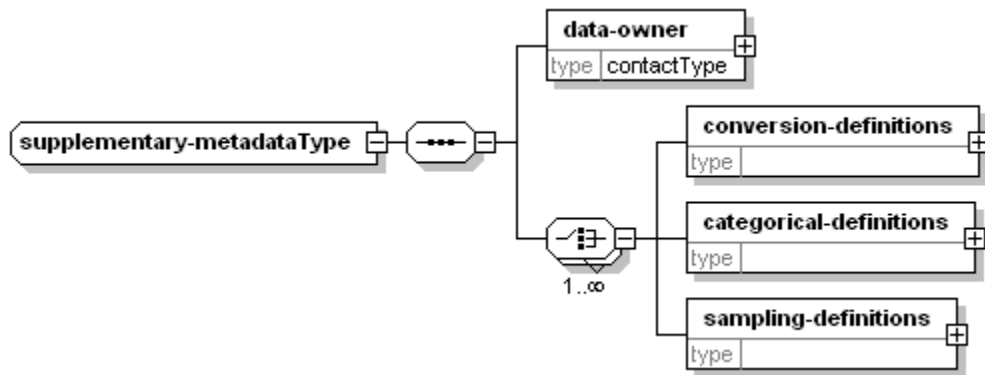 data-owner
type contactType
supplementary-metadataType
conversion-definitions
type
categorical-definitions
type
1..∞
sampling-definitions
type